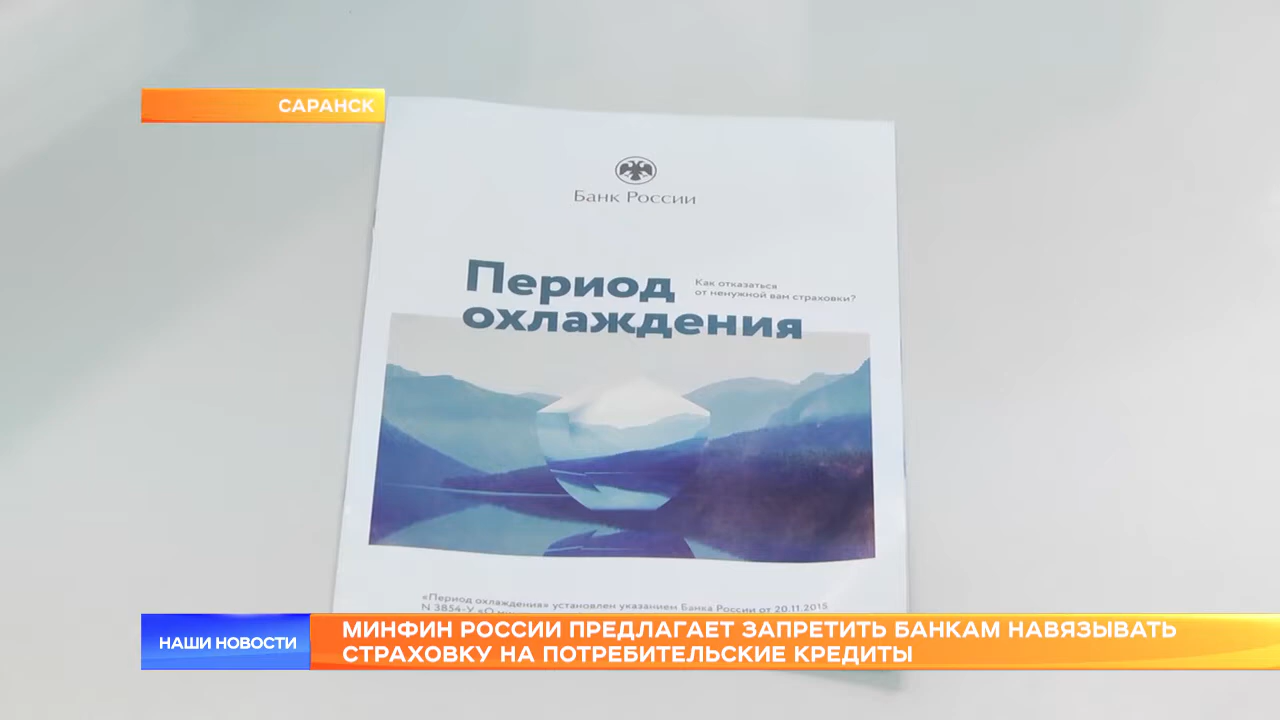 САРАНСК
Банк России
Период
охлаждения
Как отказаться
от ненужной вам страховки?
«Период охлаждения» установлен указанием Банка России от 20.11.2015
N 3854-У «О
НАШИ НОВОСТИ
МИНФИН РОССИИ ПРЕДЛАГАЕТ ЗАПРЕТИТЬ БАНКАМ НАВЯЗЫВАТЬ
СТРАХОВКУ НА ПОТРЕБИТЕЛЬСКИЕ КРЕДИТЫ